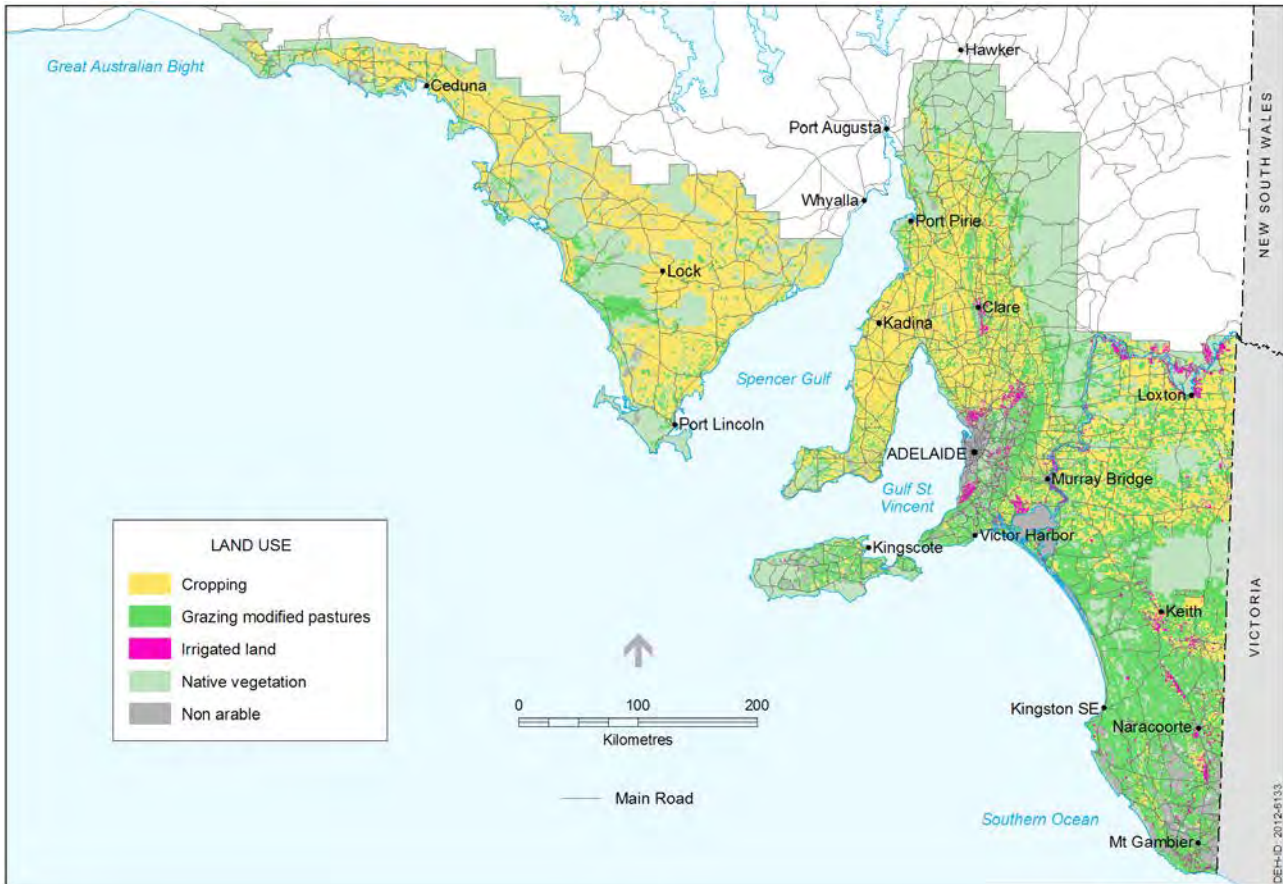 Great Australian Bight
Ceduna
Hawker
Port Augusta
Whyalla
Port Pirie
Lock
Clare
Kadina
Spencer Gulf
Loxton
Port Lincoln
ADELAIDE
Murray Bridge
Gulf St
Vincent
Victor Harbor
Kingscote
Keith
Kingston SE
Naracoorte
Southern Ocean
Mt Gambier
NEW SOUTH WALES
VICTORIA
LAND USE
Cropping
Grazing modified pastures
Irrigated land
Native vegetation
Non arable
0 100 200
Kilometres
Main Road
DEH-ID: 2012-6133